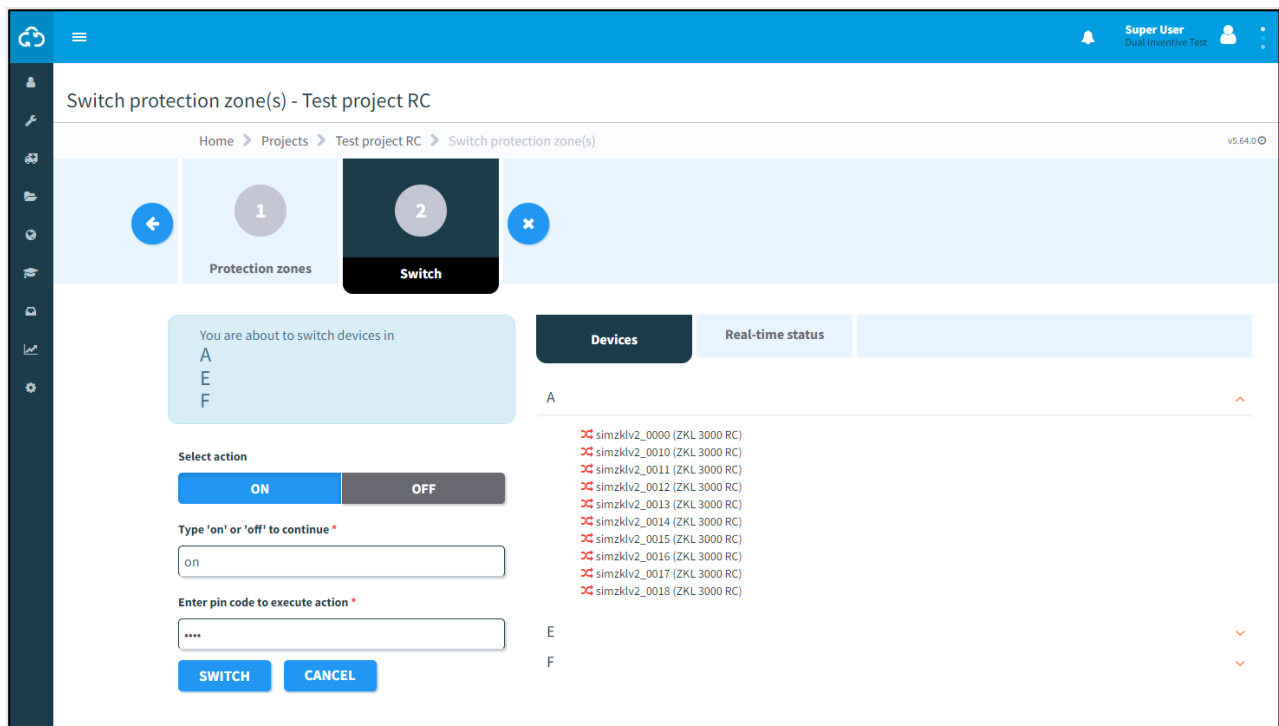 Super User
Dual Inventive Test
Switch protection zone(s) - Test project RC
Home Projects Test project RC Switch protection zone(s)
v5.64.0
1
Protection zones
2
Switch
You are about to switch devices in
A
E
F
Select action
ON OFF
Type 'on' or 'off' to continue *
on
Enter pin code to execute action *
••••
SWITCH CANCEL
Devices Real-time status
A
simzklv2_0000 (ZKL 3000 RC)
simzklv2_0010 (ZKL 3000 RC)
simzklv2_0011 (ZKL 3000 RC)
simzklv2_0012 (ZKL 3000 RC)
simzklv2_0013 (ZKL 3000 RC)
simzklv2_0014 (ZKL 3000 RC)
simzklv2_0015 (ZKL 3000 RC)
simzklv2_0016 (ZKL 3000 RC)
simzklv2_0017 (ZKL 3000 RC)
simzklv2_0018 (ZKL 3000 RC)
E
F